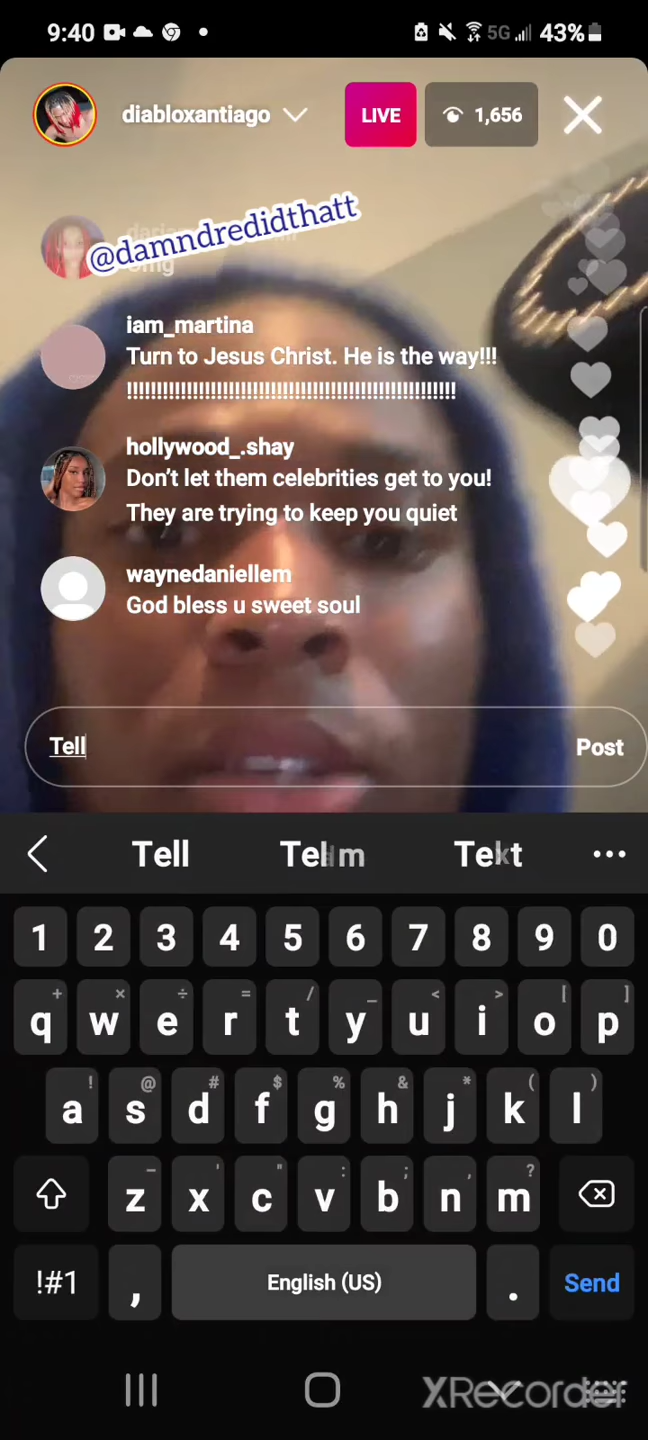 9:40 5G 43%
diabloxantiago LIVE 1,656
@damndredidthatt
omg
iam_martina
Turn to Jesus Christ. He is the way!!!
!!!!!!!!!!!!!!!!!!!!!!!!!!!!!!!!!!!!!!!!!!!!!!!!!!!!!!!
hollywood_.shay
Don’t let them celebrities get to you!
They are trying to keep you quiet
waynedaniellem
God bless u sweet soul
Tell Post
Tell Text
1 2 3 4 5 6 7 8 9 0
+ × ÷ = / _ < > [ ]
q w e r t y u i o p
! @ # $ % & * ( )
a s d f g h j k l
- ' " : ; , ?
z x c v b n m
!#1 , English (US) . Send
XRecorder